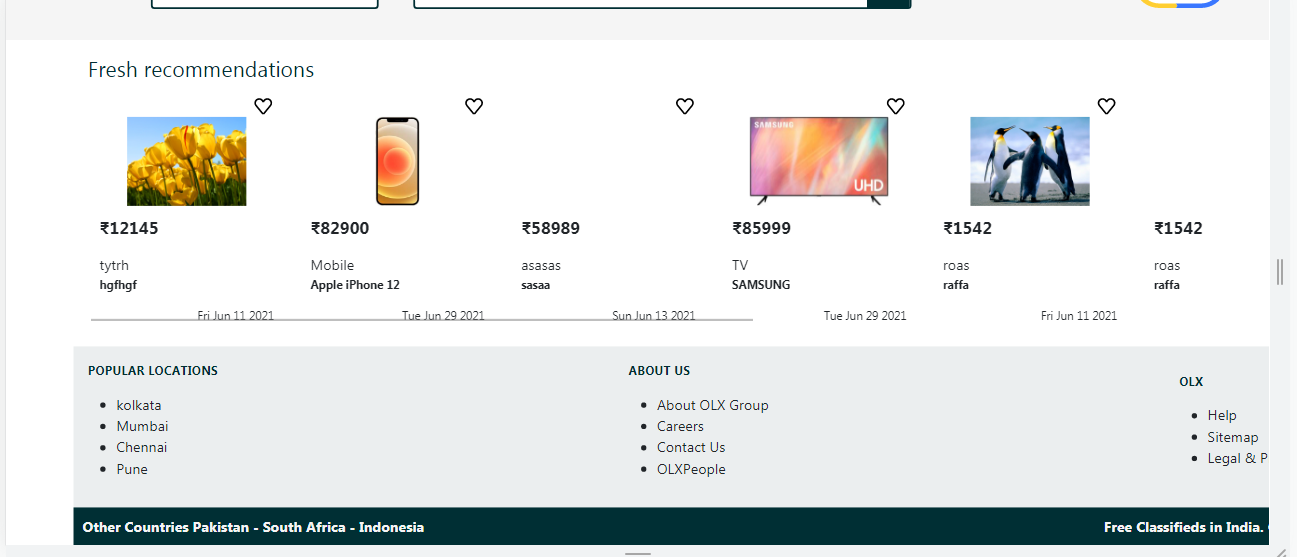 Fresh recommendations
SAMSUNG
UHD
₹12145
₹82900
₹58989
₹85999
₹1542
₹1542
tytrh
Mobile
asasas
TV
roas
roas
hgfhgf
Apple iPhone 12
sasaa
SAMSUNG
raffa
raffa
Fri Jun 11 2021
Tue Jun 29 2021
Sun Jun 13 2021
Tue Jun 29 2021
Fri Jun 11 2021
POPULAR LOCATIONS
kolkata
Mumbai
Chennai
Pune
ABOUT US
About OLX Group
Careers
Contact Us
OLXPeople
OLX
Help
Sitemap
Legal & P
Other Countries Pakistan - South Africa - Indonesia
Free Classifieds in India.